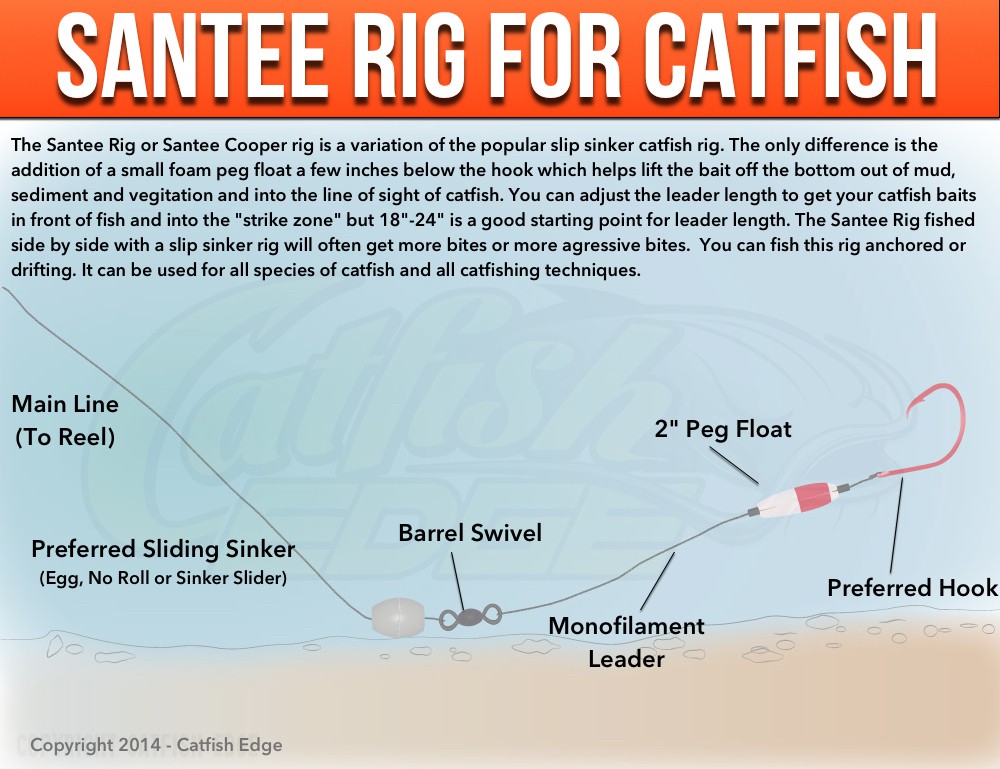 SANTEE RIG FOR CATFISH
The Santee Rig or Santee Cooper rig is a variation of the popular slip sinker catfish rig. The only difference is the
addition of a small foam peg float a few inches below the hook which helps lift the bait off the bottom out of mud,
sediment and vegitation and into the line of sight of catfish. You can adjust the leader length to get your catfish baits
in front of fish and into the "strike zone" but 18"-24" is a good starting point for leader length. The Santee Rig fished
side by side with a slip sinker rig will often get more bites or more agressive bites.  You can fish this rig anchored or
drifting. It can be used for all species of catfish and all catfishing techniques.
Catfish
EDGE
Main Line
(To Reel)
2" Peg Float
Barrel Swivel
Preferred Sliding Sinker
(Egg, No Roll or Sinker Slider)
Preferred Hook
Monofilament
Leader
COPYRIGHT CATFISH EDGE
Copyright 2014 - Catfish Edge